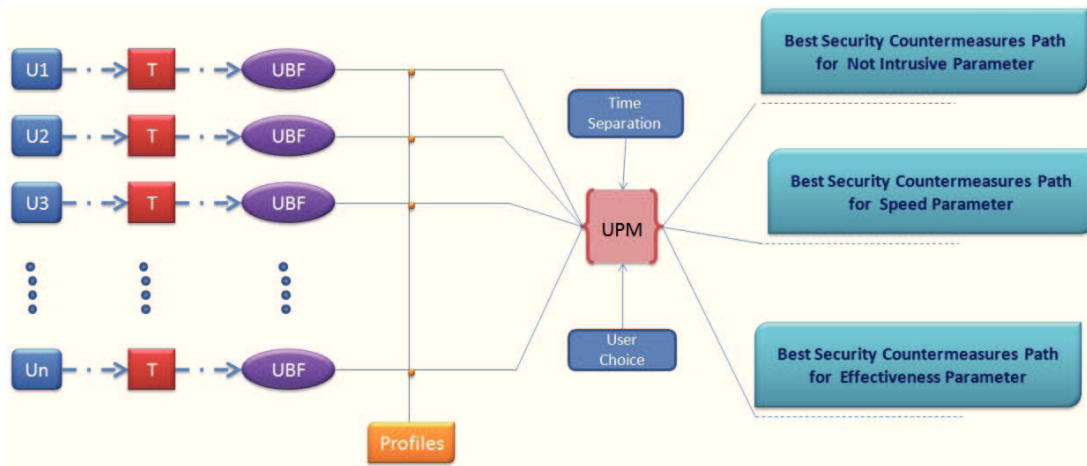 U1
T
UBF
U2
T
UBF
U3
T
UBF
Un
T
UBF
Profiles
Time
Separation
UPM
User
Choice
Best Security Countermeasures Path
for Not Intrusive Parameter
Best Security Countermeasures Path
for Speed Parameter
Best Security Countermeasures Path
for Effectiveness Parameter